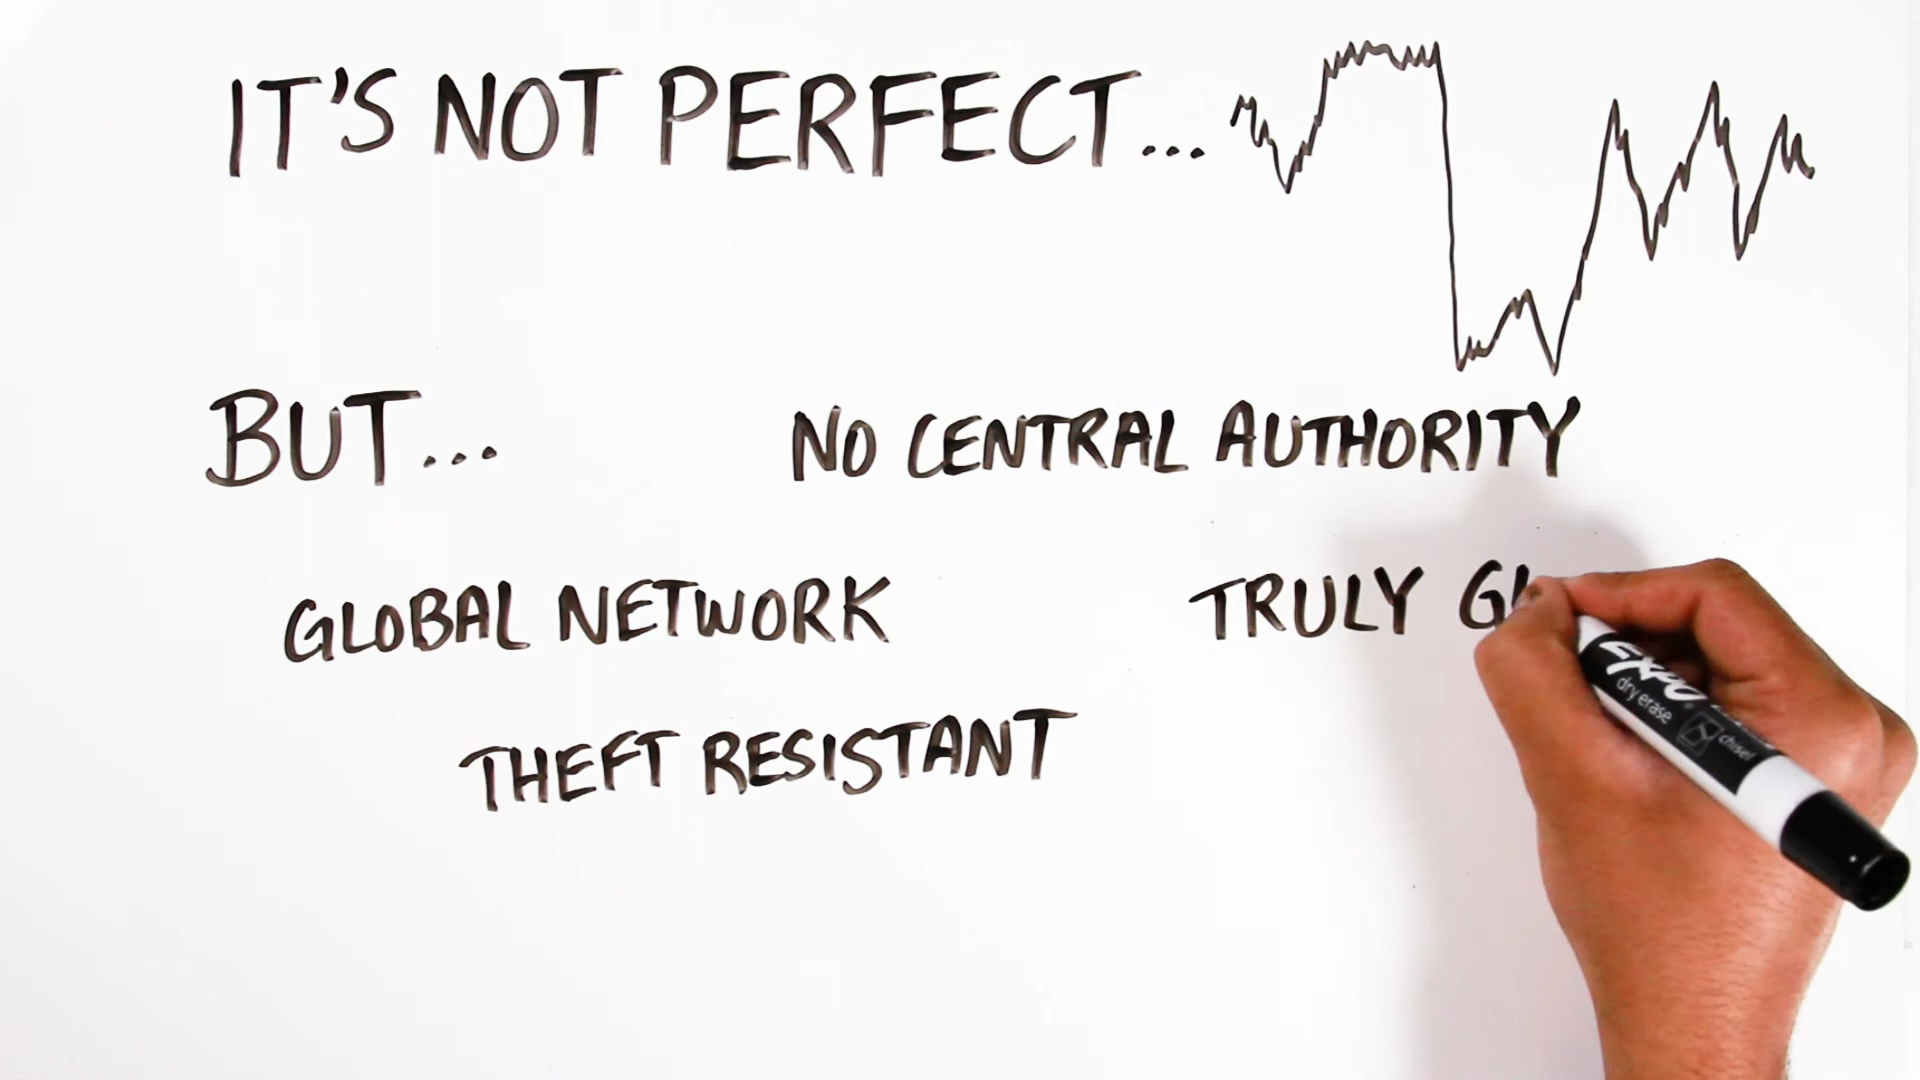 IT'S NOT PERFECT...
BUT...
NO CENTRAL AUTHORITY
GLOBAL NETWORK
TRULY
THEFT RESISTANT
EXPO
dry erase
chisel